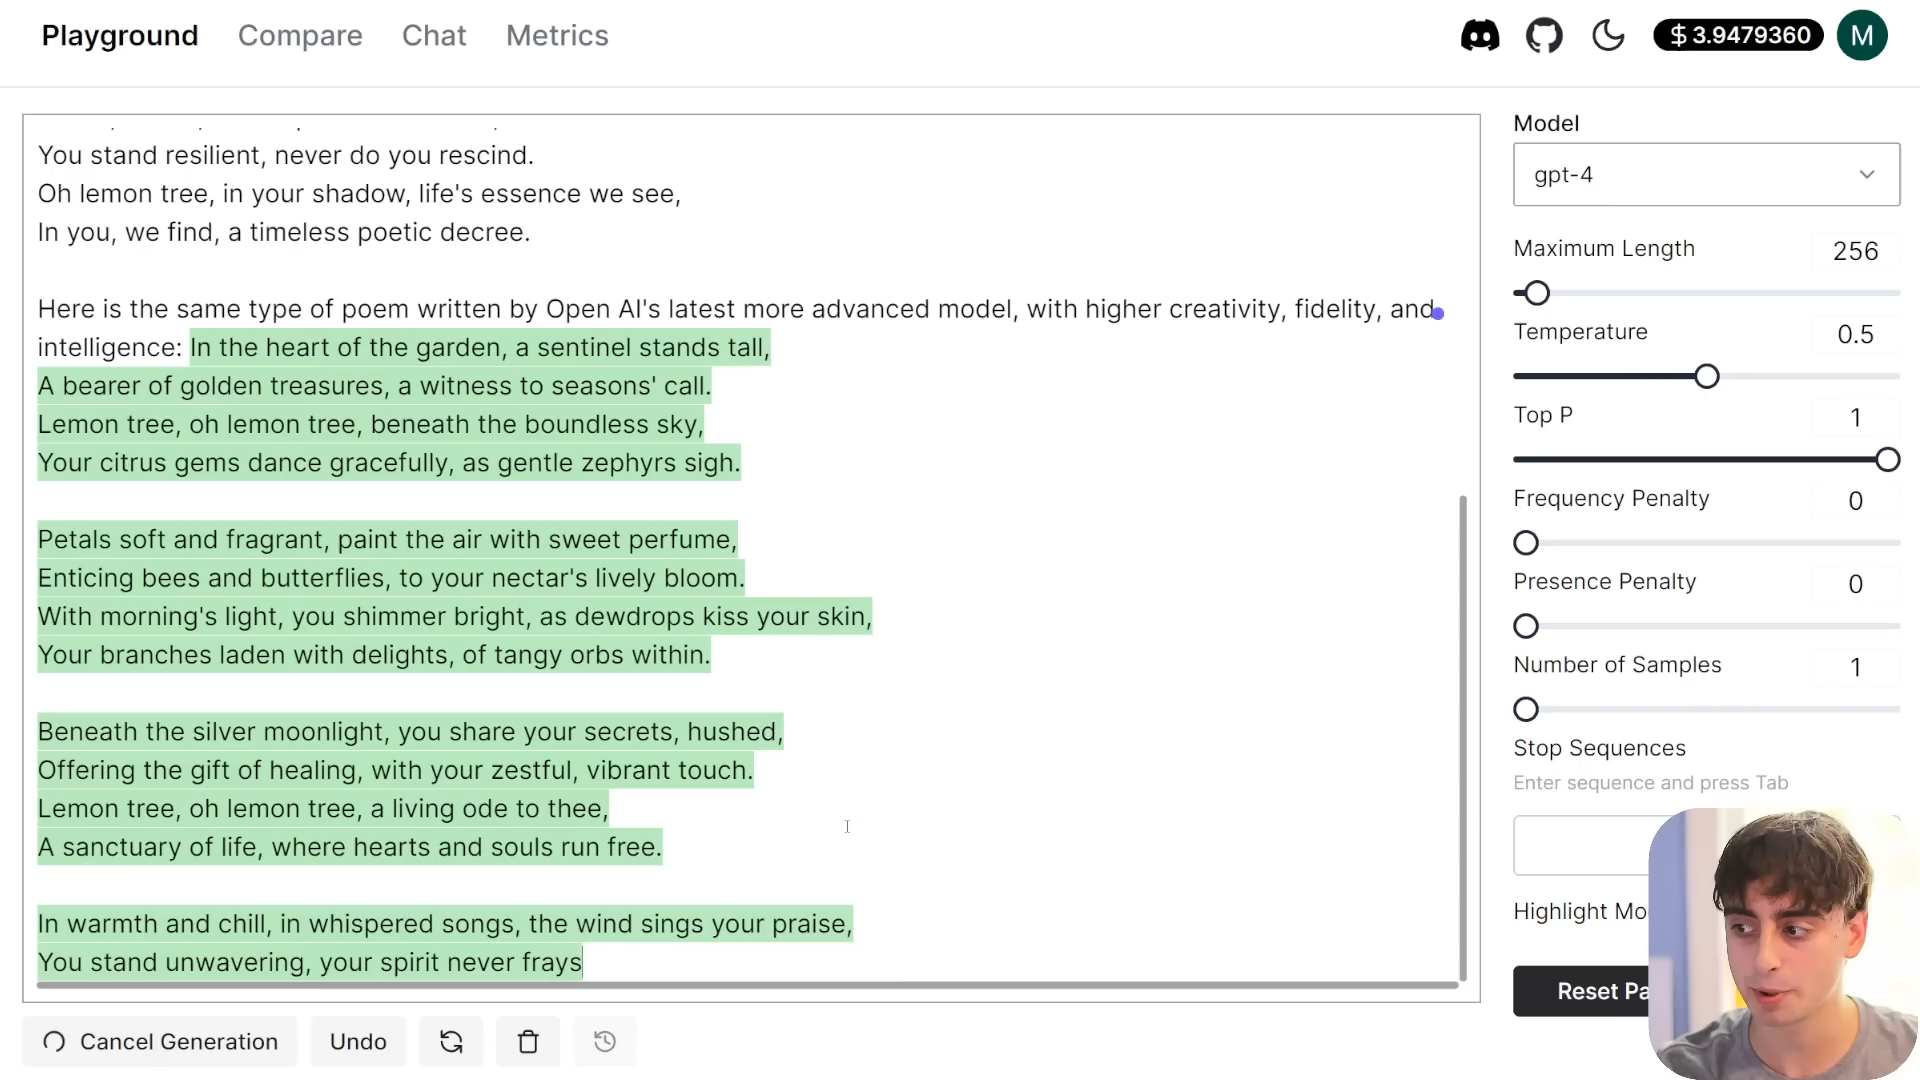 Playground Compare Chat Metrics $ 3.9479360 M
You stand resilient, never do you rescind.
Oh lemon tree, in your shadow, life's essence we see,
In you, we find, a timeless poetic decree.
Here is the same type of poem written by Open AI's latest more advanced model, with higher creativity, fidelity, and
intelligence: In the heart of the garden, a sentinel stands tall,
A bearer of golden treasures, a witness to seasons' call.
Lemon tree, oh lemon tree, beneath the boundless sky,
Your citrus gems dance gracefully, as gentle zephyrs sigh.
Petals soft and fragrant, paint the air with sweet perfume,
Enticing bees and butterflies, to your nectar's lively bloom.
With morning's light, you shimmer bright, as dewdrops kiss your skin,
Your branches laden with delights, of tangy orbs within.
Beneath the silver moonlight, you share your secrets, hushed,
Offering the gift of healing, with your zestful, vibrant touch.
Lemon tree, oh lemon tree, a living ode to thee,
A sanctuary of life, where hearts and souls run free.
In warmth and chill, in whispered songs, the wind sings your praise,
You stand unwavering, your spirit never frays
Cancel Generation Undo
Model
gpt-4
Maximum Length 256
Temperature 0.5
Top P 1
Frequency Penalty 0
Presence Penalty 0
Number of Samples 1
Stop Sequences
Enter sequence and press Tab
Highlight Mo
Reset Pa